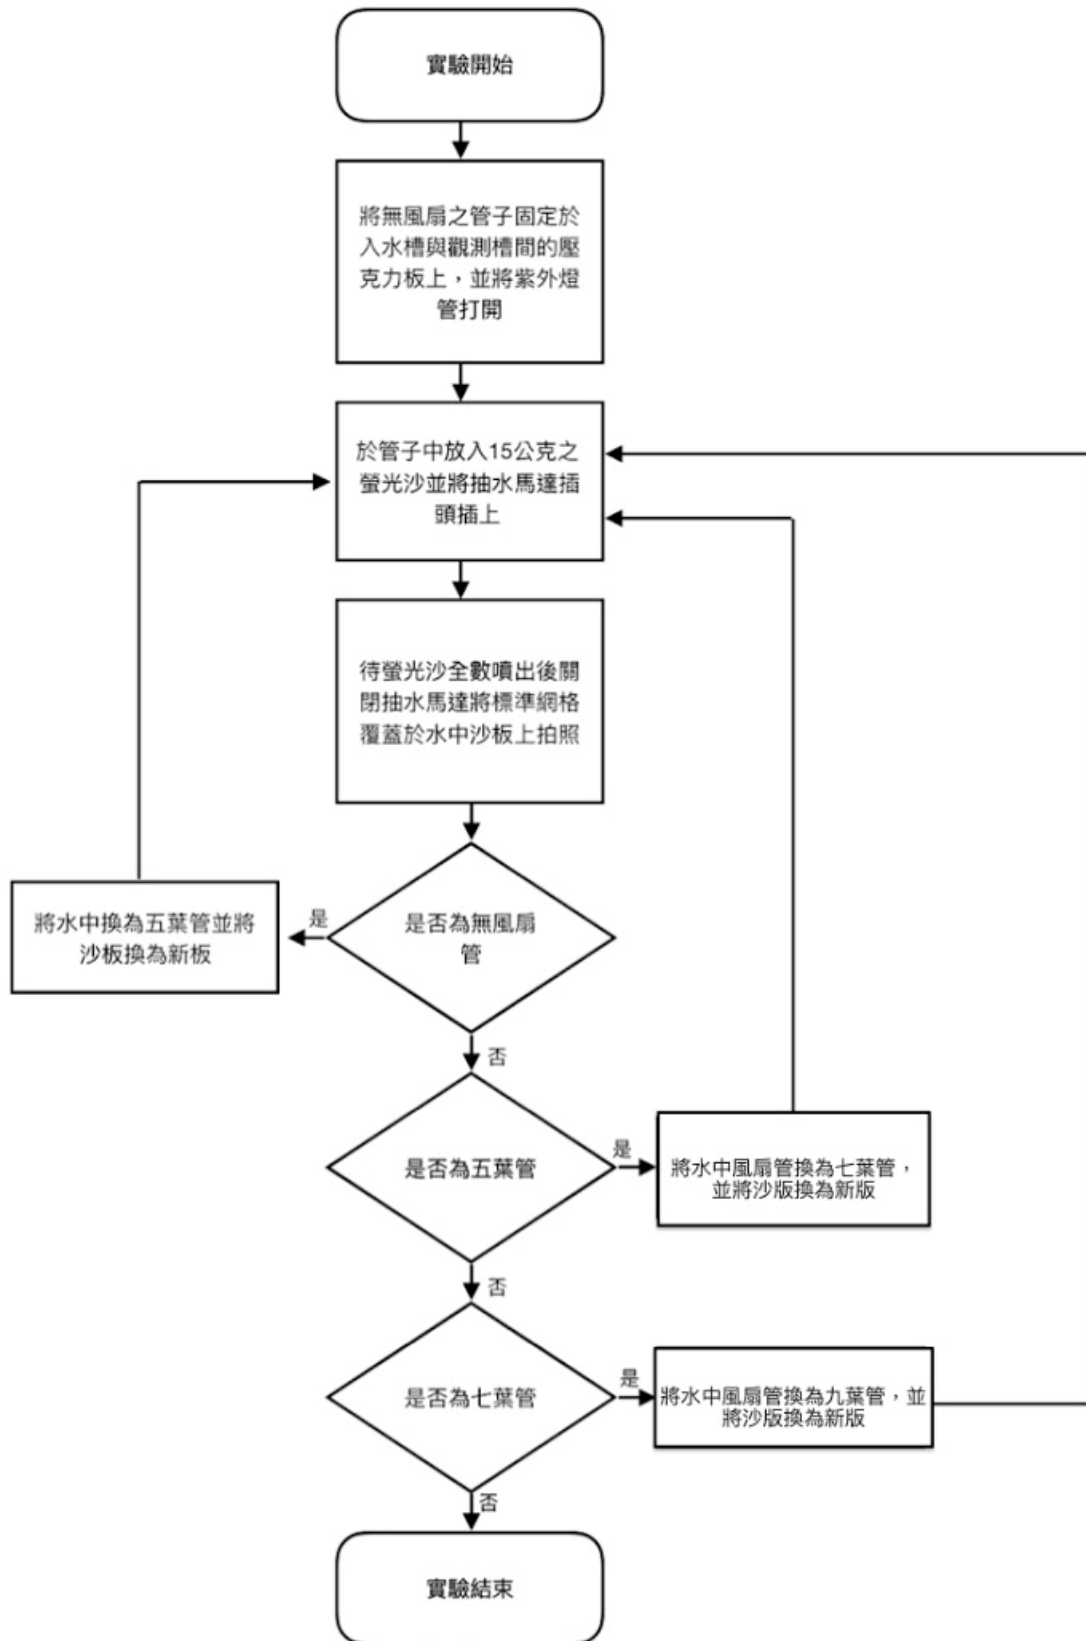 實驗開始
將無風扇之管子固定於
入水槽與觀測槽間的壓
克力板上，並將紫外燈
管打開
於管子中放入15公克之
螢光沙並將抽水馬達插
頭插上
待螢光沙全數噴出後關
閉抽水馬達將標準網格
覆蓋於水中沙板上拍照
是否為無風扇
管
是
將水中換為五葉管並將
沙板換為新板
否
是否為五葉管
是
將水中風扇管換為七葉管，
並將沙版換為新版
否
是否為七葉管
是
將水中風扇管換為九葉管，並
將沙版換為新版
否
實驗結束